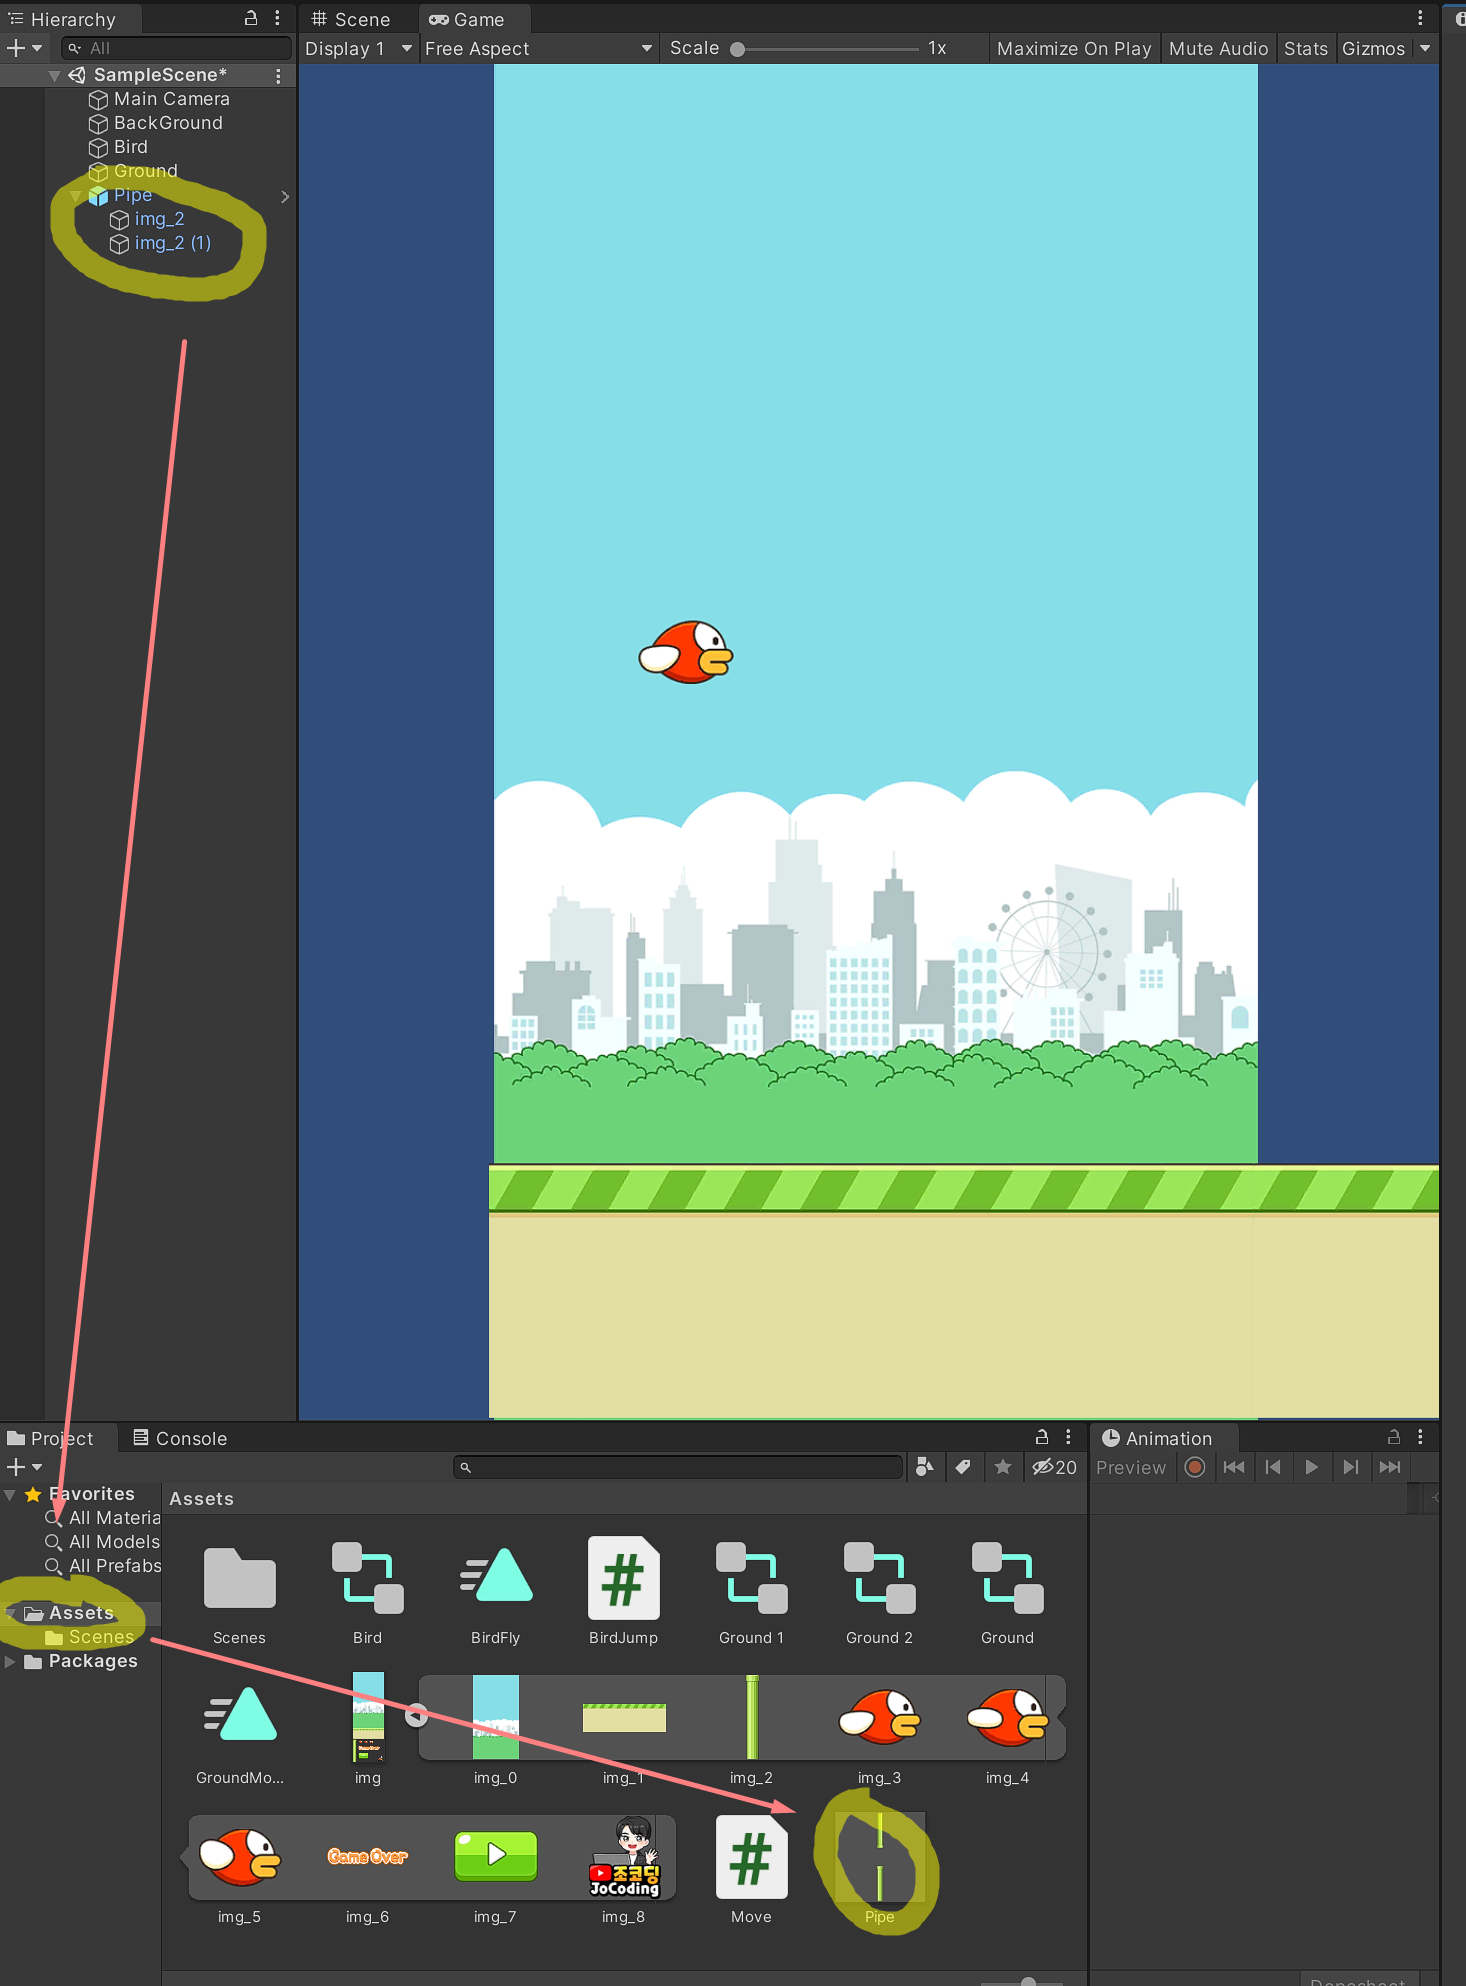 Hierarchy
All
SampleScene*
Main Camera
BackGround
Bird
Ground
Pipe
img_2
img_2 (1)
Scene
Game
Display 1
Free Aspect
Scale
1x
Maximize On Play
Mute Audio
Stats
Gizmos
Project
Console
20
Favorites
All Materia
All Models
All Prefabs
Assets
Scenes
Packages
Assets
Scenes
Bird
BirdFly
BirdJump
Ground 1
Ground 2
Ground
GroundMo...
img
img_0
img_1
img_2
img_3
img_4
Game Over
조코딩
JoCoding
img_5
img_6
img_7
img_8
Move
Pipe
Animation
Preview